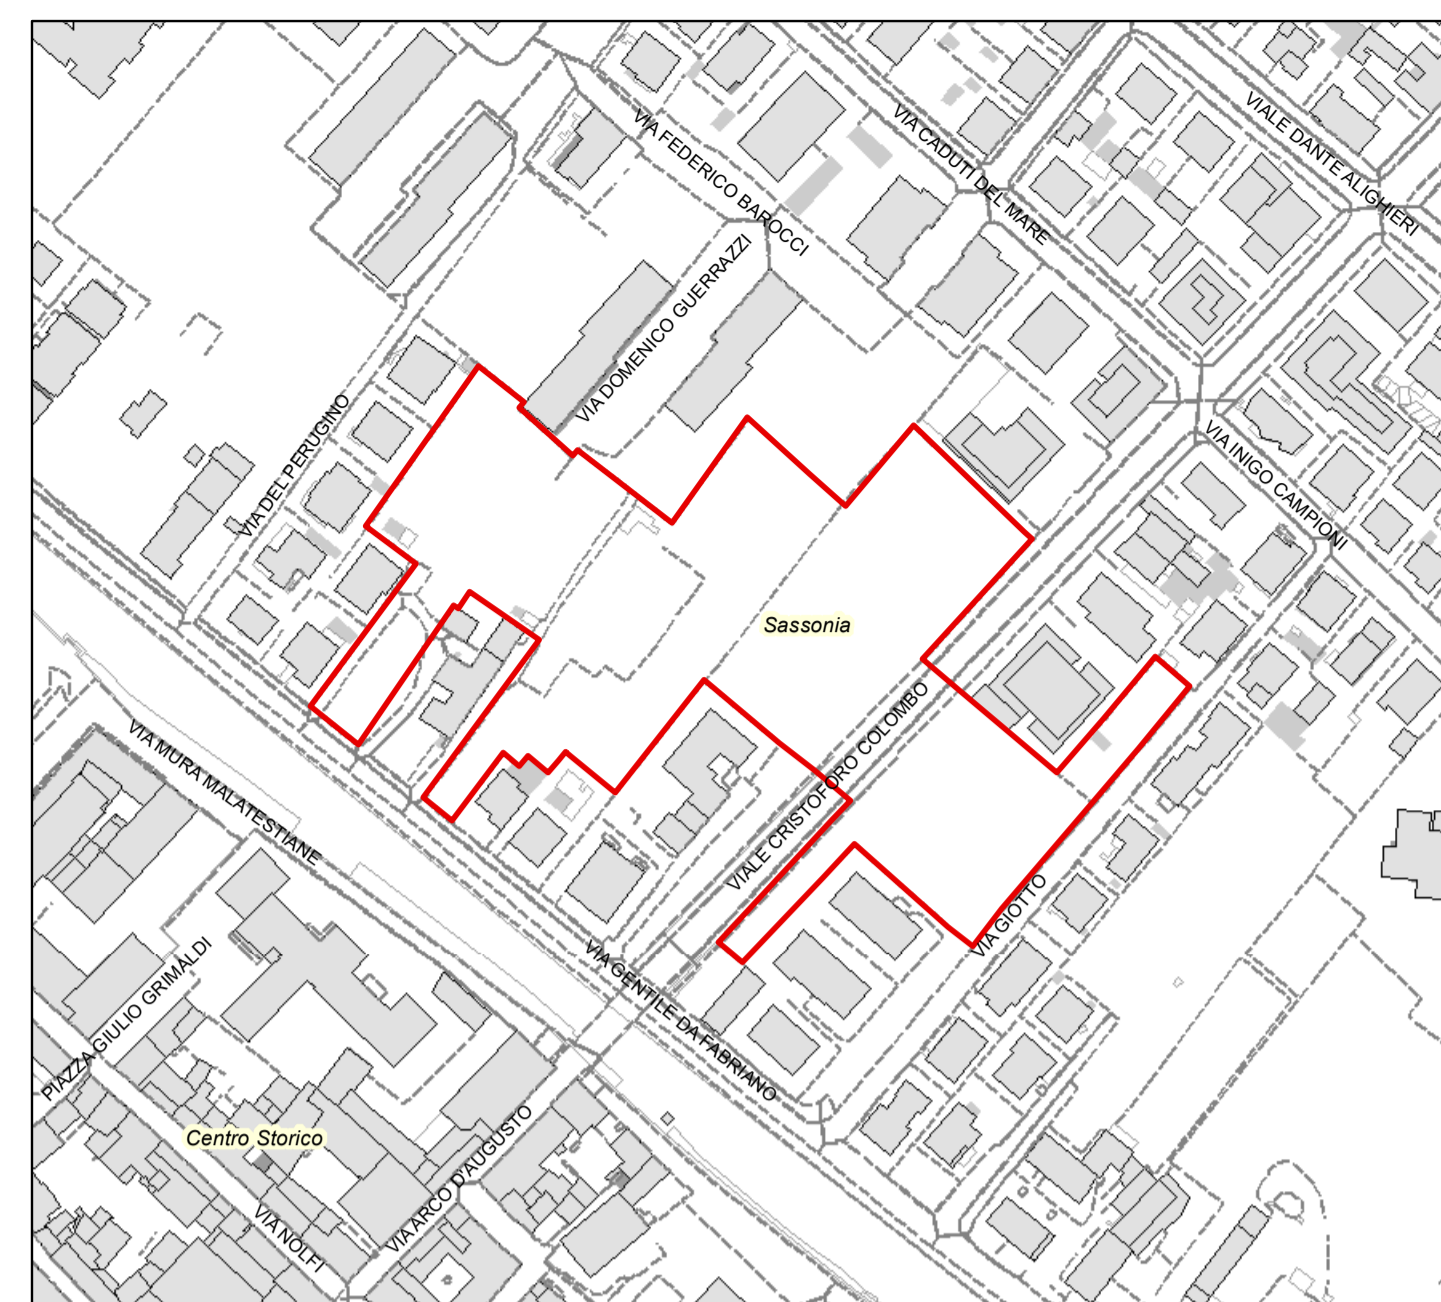 VIALE DANTE ALIGHIERI
VIA CADUTI DEL MARE
VIA FEDERICO BAROCCI
VIA DOMENICO GUERRAZZI
VIA DEL PERUGINO
VIA INIGO CAMPIONI
Sassonia
VIALE CRISTOFORO COLOMBO
VIA MURA MALATESTIANE
VIA GIOTTO
PIAZZA GIULIO GRIMALDI
VIA GENTILE DA FABRIANO
Centro Storico
VIA ARCO D'AUGUSTO
VIA NOLFI